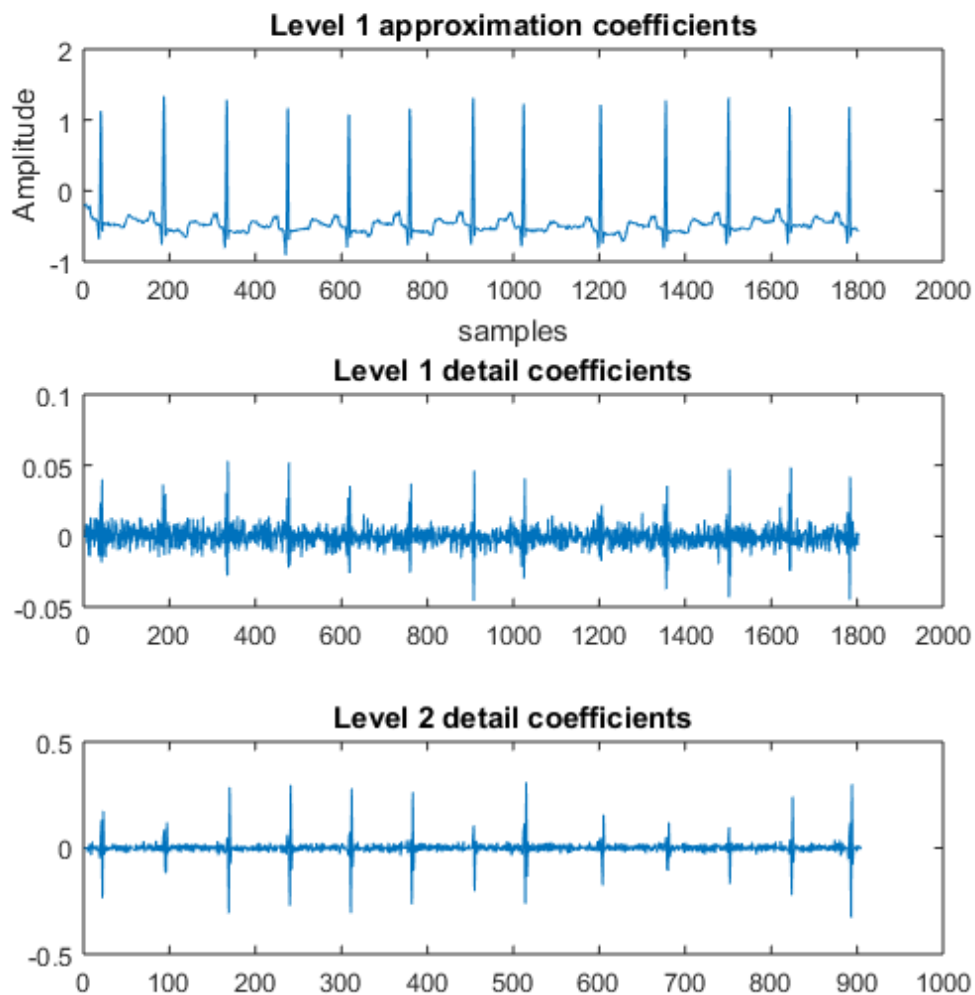 Level 1 approximation coefficients
2
1
0
-1
Amplitude
0 200 400 600 800 1000 1200 1400 1600 1800 2000
samples
Level 1 detail coefficients
0.1
0.05
0
-0.05
0 200 400 600 800 1000 1200 1400 1600 1800 2000
Level 2 detail coefficients
0.5
0
-0.5
0 100 200 300 400 500 600 700 800 900 1000